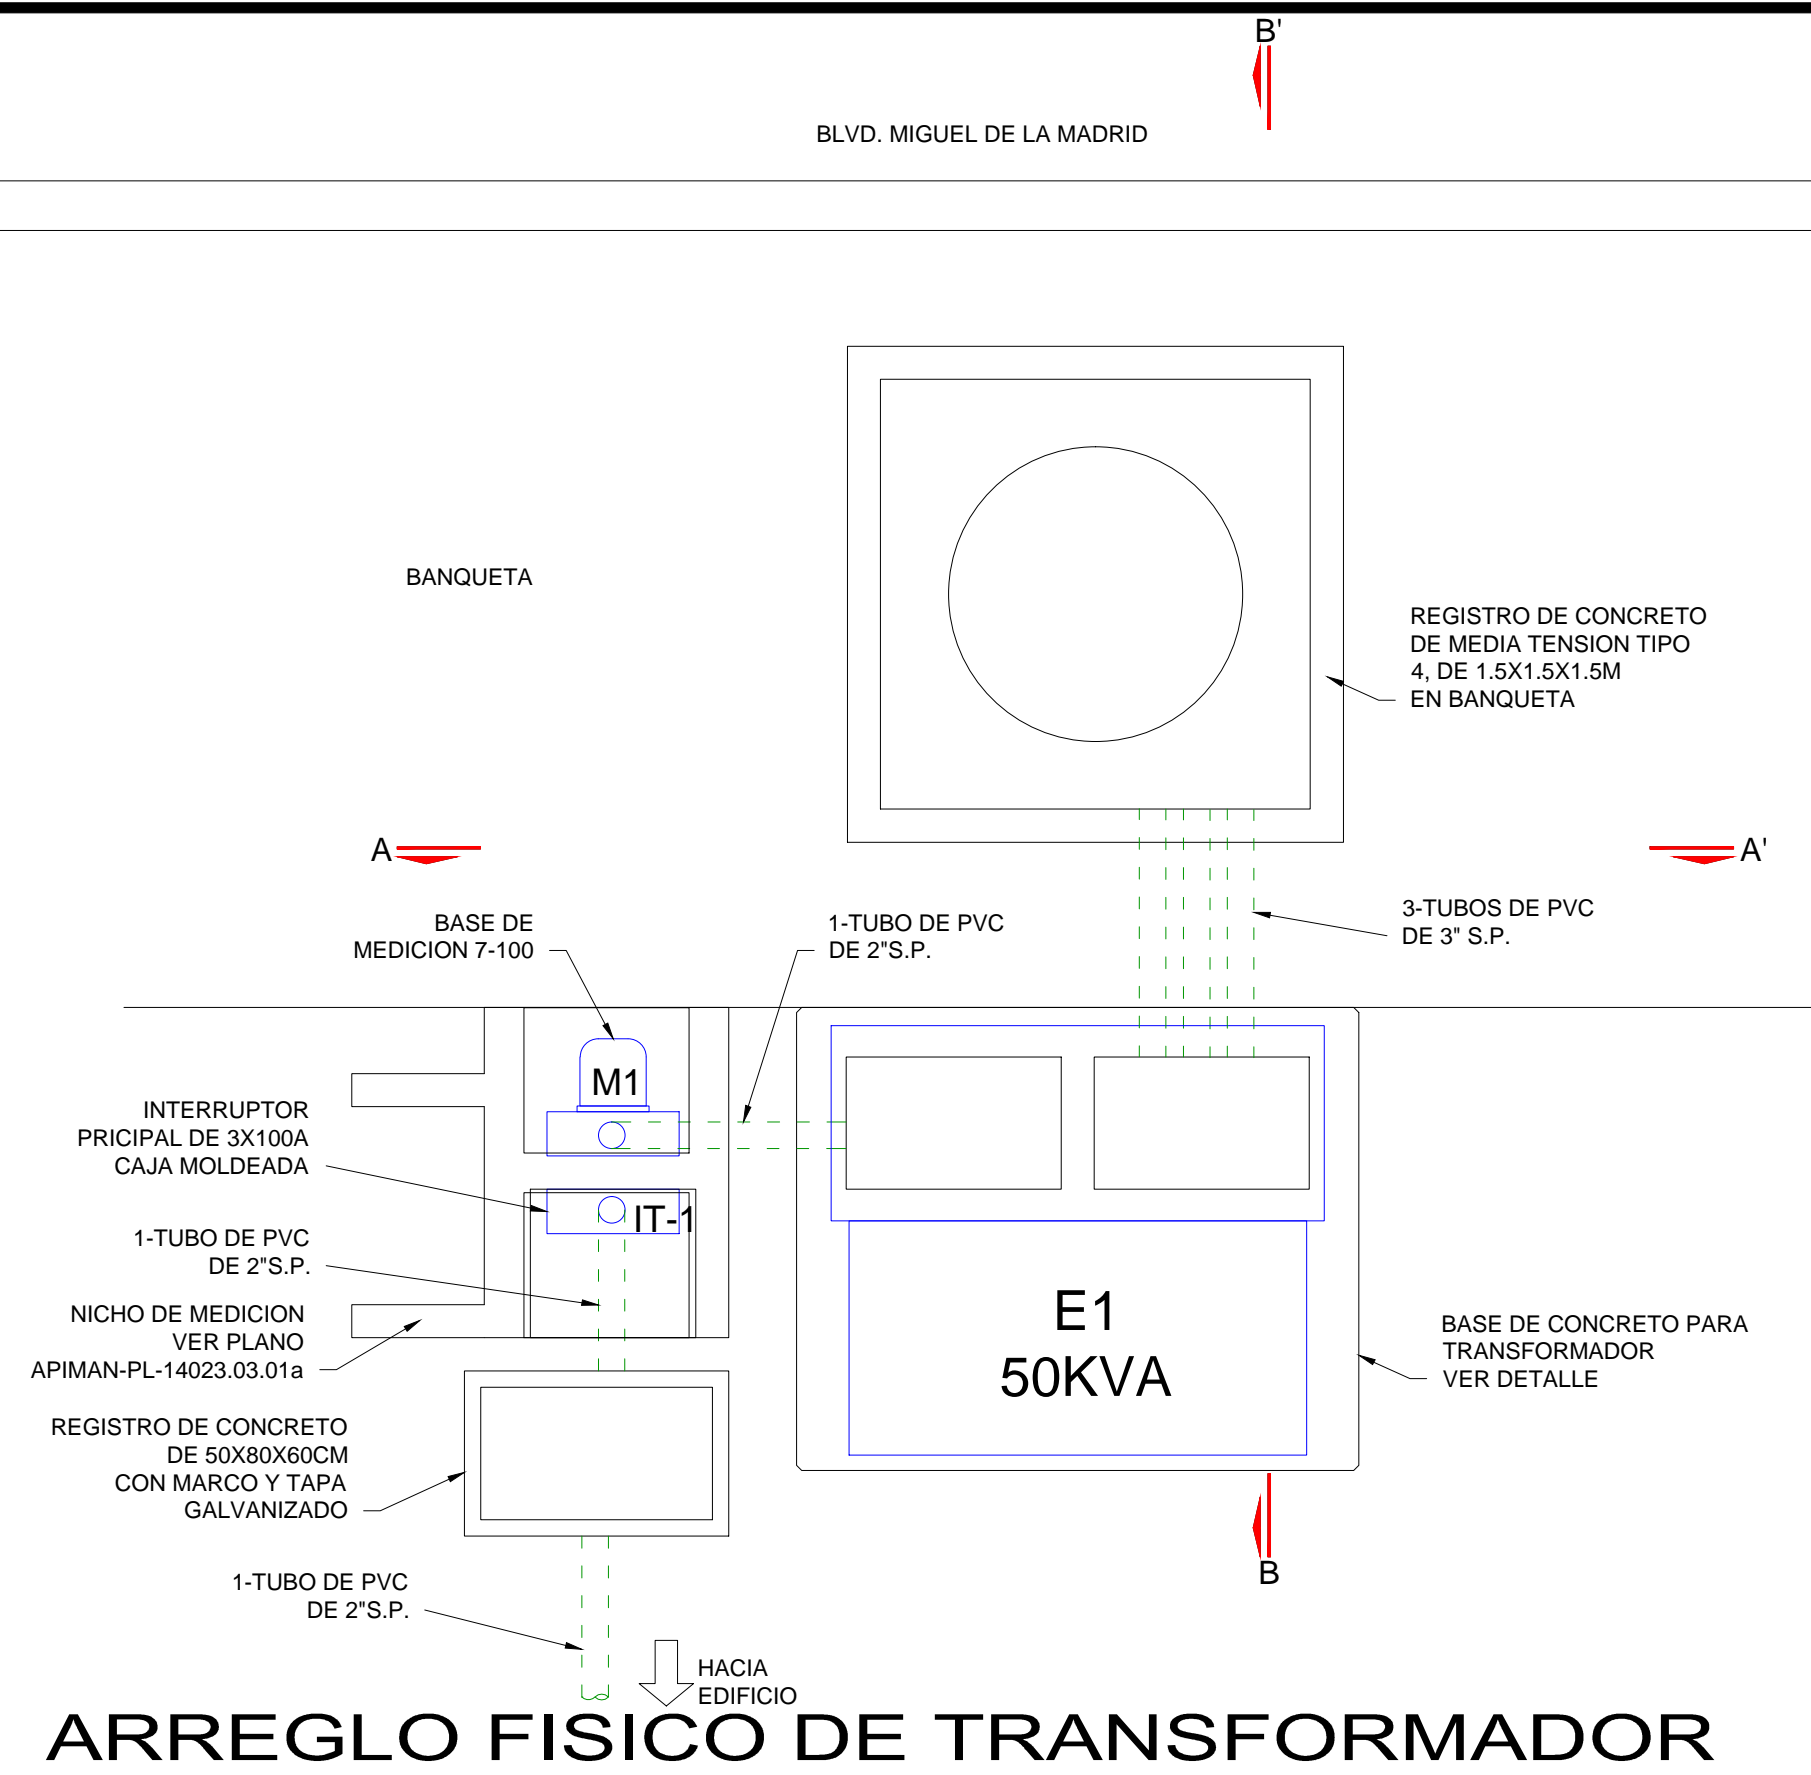 B'
BLVD. MIGUEL DE LA MADRID
BANQUETA
REGISTRO DE CONCRETO
DE MEDIA TENSION TIPO
4, DE 1.5X1.5X1.5M
EN BANQUETA
A
A'
BASE DE
MEDICION 7-100
1-TUBO DE PVC
DE 2"S.P.
3-TUBOS DE PVC
DE 3" S.P.
M1
INTERRUPTOR
PRICIPAL DE 3X100A
CAJA MOLDEADA
IT-1
1-TUBO DE PVC
DE 2"S.P.
NICHO DE MEDICION
VER PLANO
APIMAN-PL-14023.03.01a
E1
50KVA
BASE DE CONCRETO PARA
TRANSFORMADOR
VER DETALLE
REGISTRO DE CONCRETO
DE 50X80X60CM
CON MARCO Y TAPA
GALVANIZADO
B
1-TUBO DE PVC
DE 2"S.P.
HACIA
EDIFICIO
ARREGLO FISICO DE TRANSFORMADOR